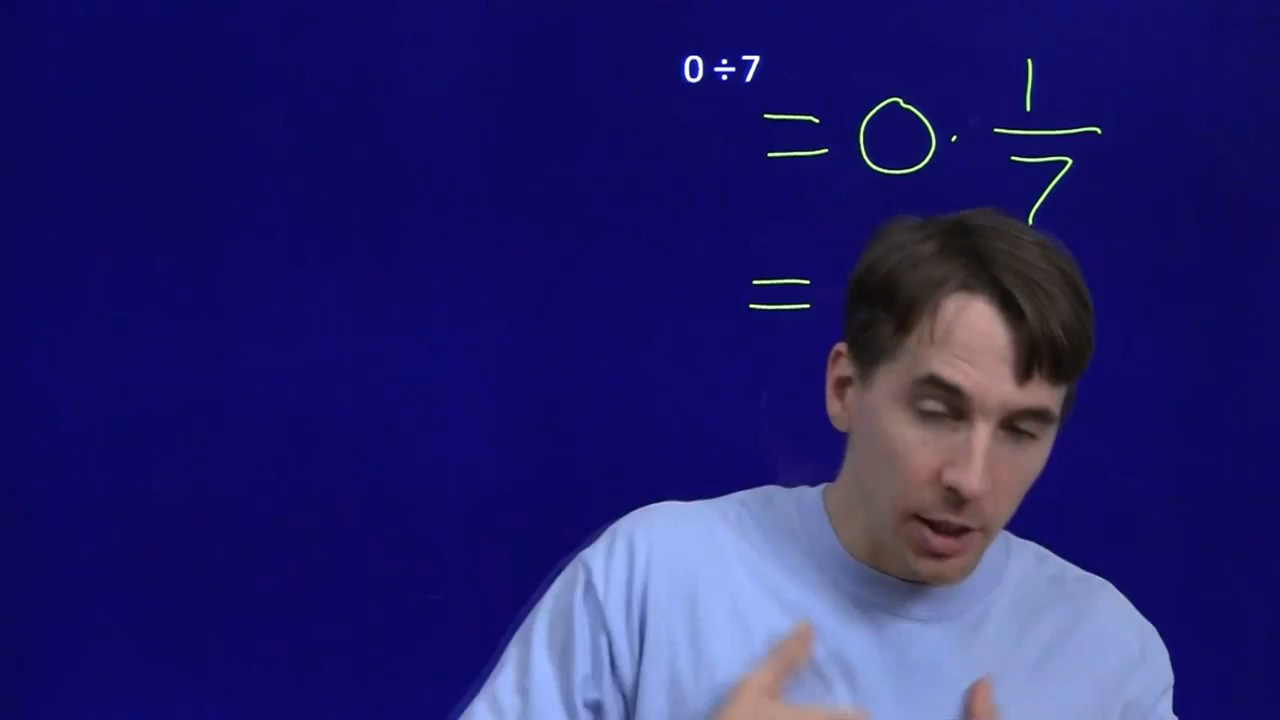 0 ÷ 7
= 0 · 1/7
=